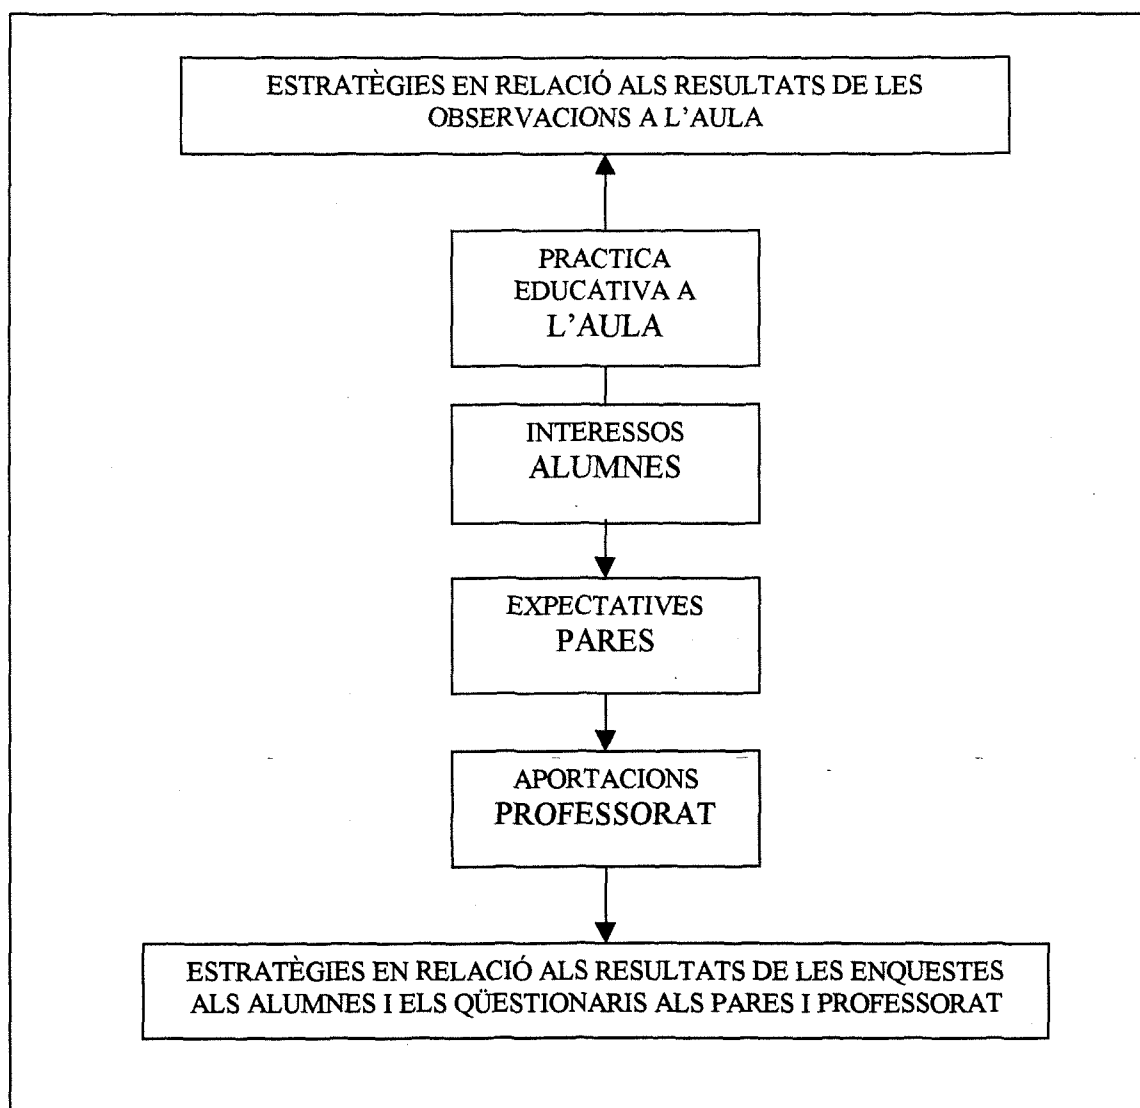 ESTRATÈGIES EN RELACIÓ ALS RESULTATS DE LES
OBSERVACIONS A L'AULA
PRACTICA
EDUCATIVA A
L'AULA
INTERESSOS
ALUMNES
EXPECTATIVES
PARES
APORTACIONS
PROFESSORAT
ESTRATÈGIES EN RELACIÓ ALS RESULTATS DE LES ENQUESTES
ALS ALUMNES I ELS QÜESTIONARIS ALS PARES I PROFESSORAT